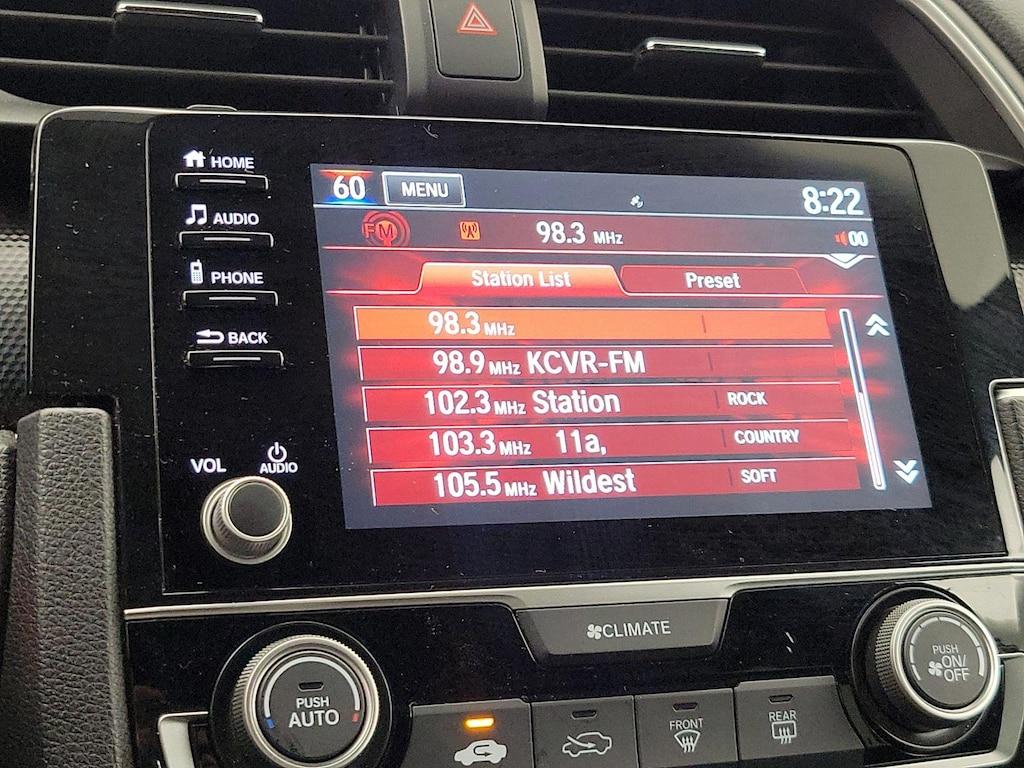 HOME
AUDIO
PHONE
BACK
VOL
AUDIO
60 MENU 8:22
FM 98.3 MHz 00
Station List Preset
98.3 MHz
98.9 MHz KCVR-FM
102.3 MHz Station ROCK
103.3 MHz 11a, COUNTRY
105.5 MHz Wildest SOFT
CLIMATE
PUSH
AUTO
FRONT
REAR
PUSH
ON/
OFF